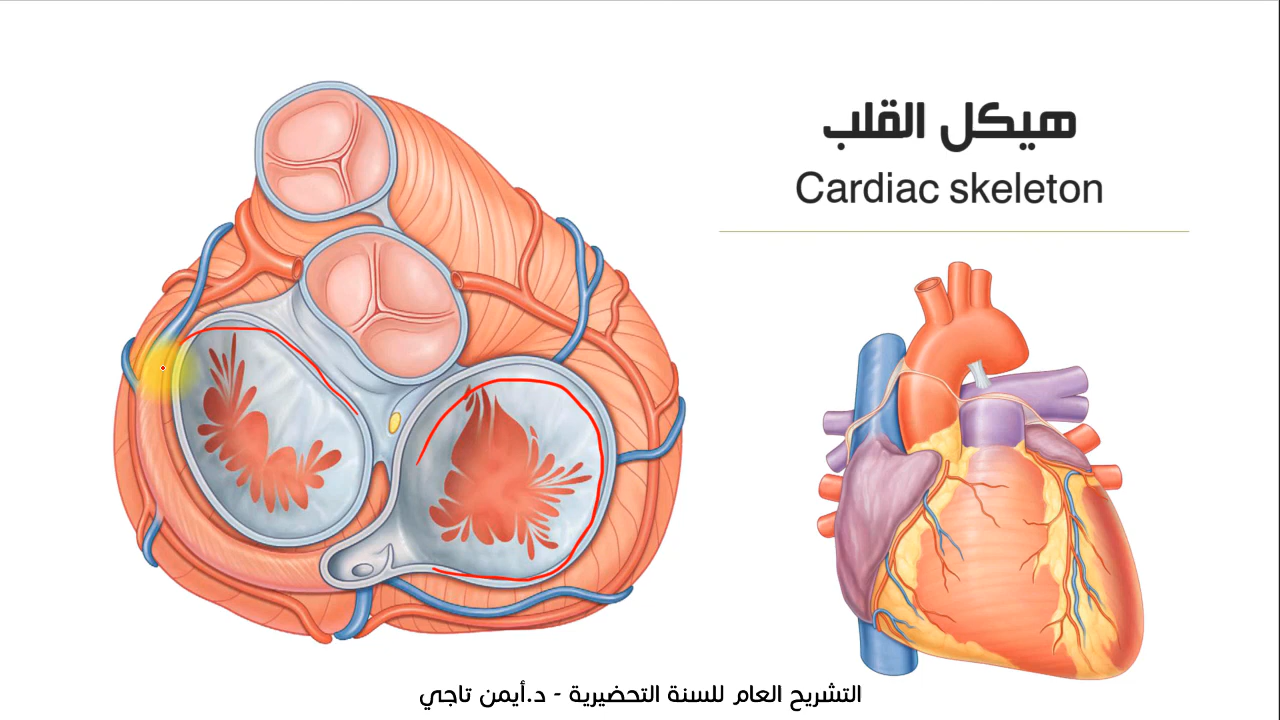 هيكل القلب
Cardiac skeleton
التشريح العام للسنة التحضيرية - د.أيمن تاجي